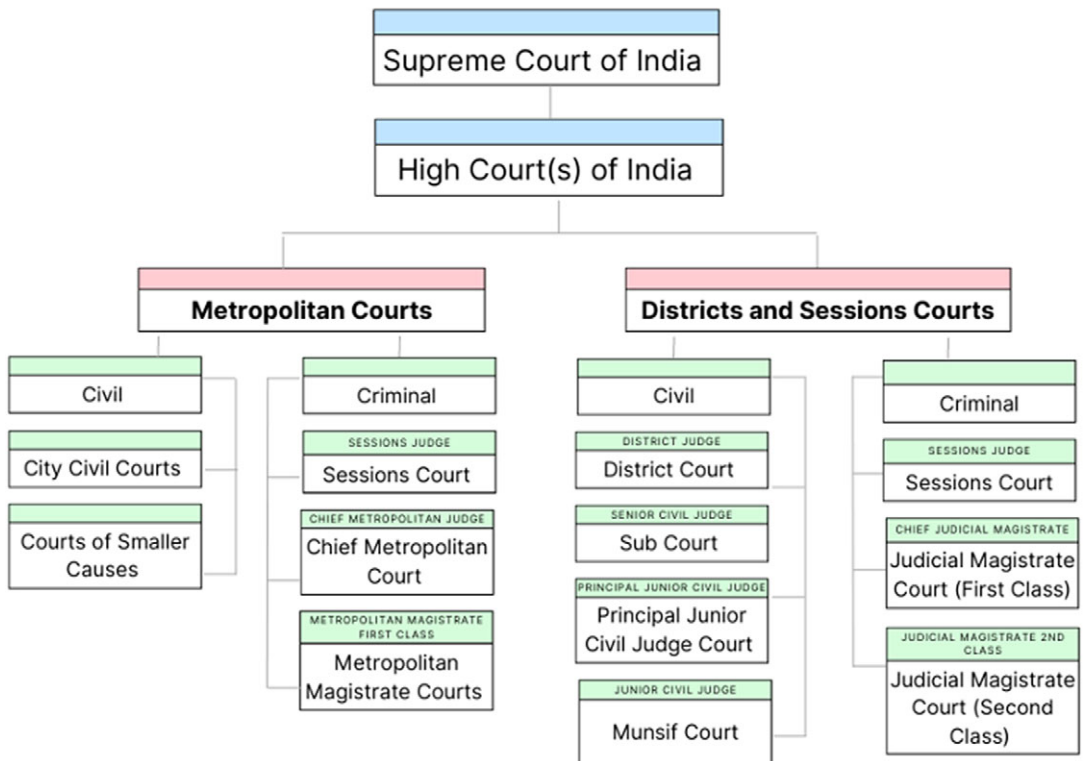 Supreme Court of India
High Court(s) of India
Metropolitan Courts
Civil
City Civil Courts
Courts of Smaller
Causes
Criminal
SESSIONS JUDGE
Sessions Court
CHIEF METROPOLITAN JUDGE
Chief Metropolitan
Court
METROPOLITAN MAGISTRATE
FIRST CLASS
Metropolitan
Magistrate Courts
Districts and Sessions Courts
Civil
DISTRICT JUDGE
District Court
SENIOR CIVIL JUDGE
Sub Court
PRINCIPAL JUNIOR CIVIL JUDGE
Principal Junior
Civil Judge Court
JUNIOR CIVIL JUDGE
Munsif Court
Criminal
SESSIONS JUDGE
Sessions Court
CHIEF JUDICIAL MAGISTRATE
Judicial Magistrate
Court (First Class)
JUDICIAL MAGISTRATE 2ND
CLASS
Judicial Magistrate
Court (Second
Class)